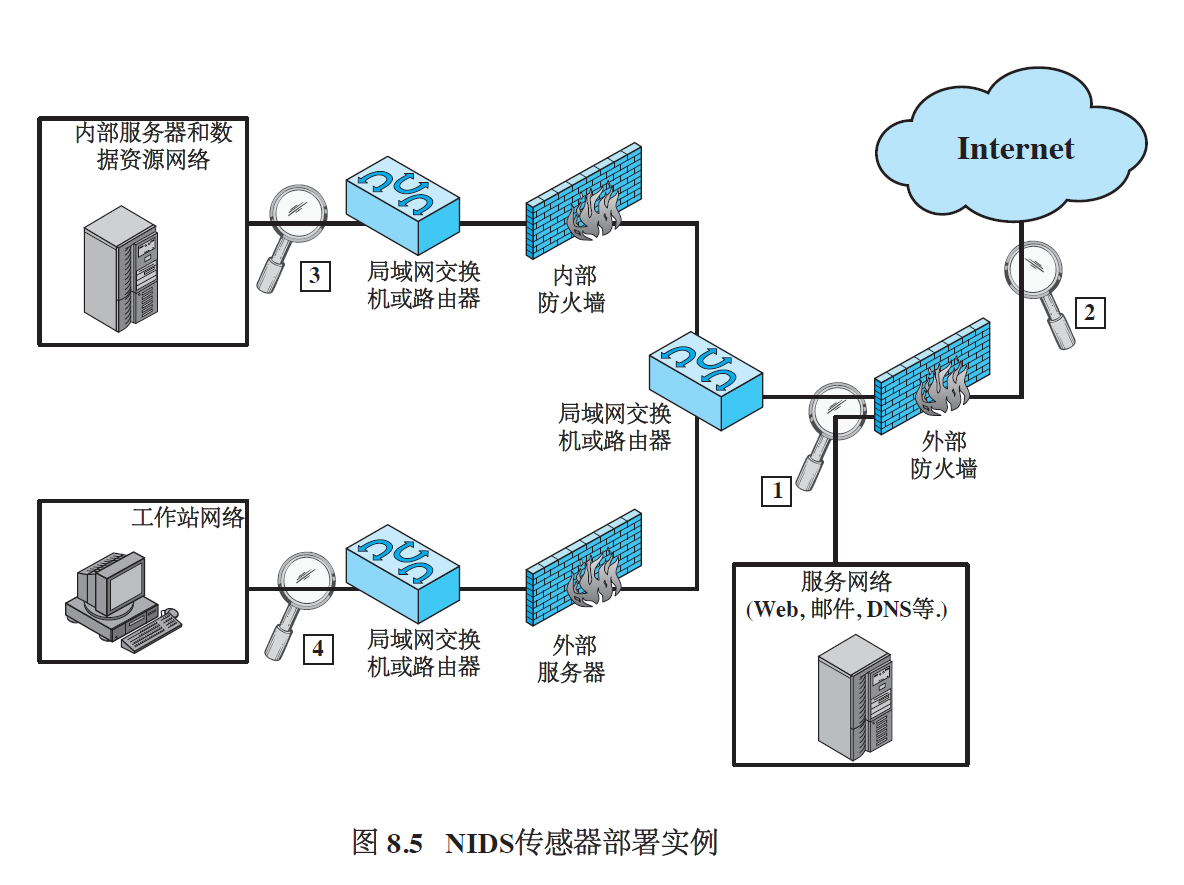 内部服务器和数
据资源网络
Internet
3
局域网交换
机或路由器
内部
防火墙
2
局域网交换
机或路由器
外部
防火墙
1
工作站网络
4
局域网交换
机或路由器
外部
服务器
服务网络
(Web, 邮件, DNS等.)
图 8.5 NIDS传感器部署实例